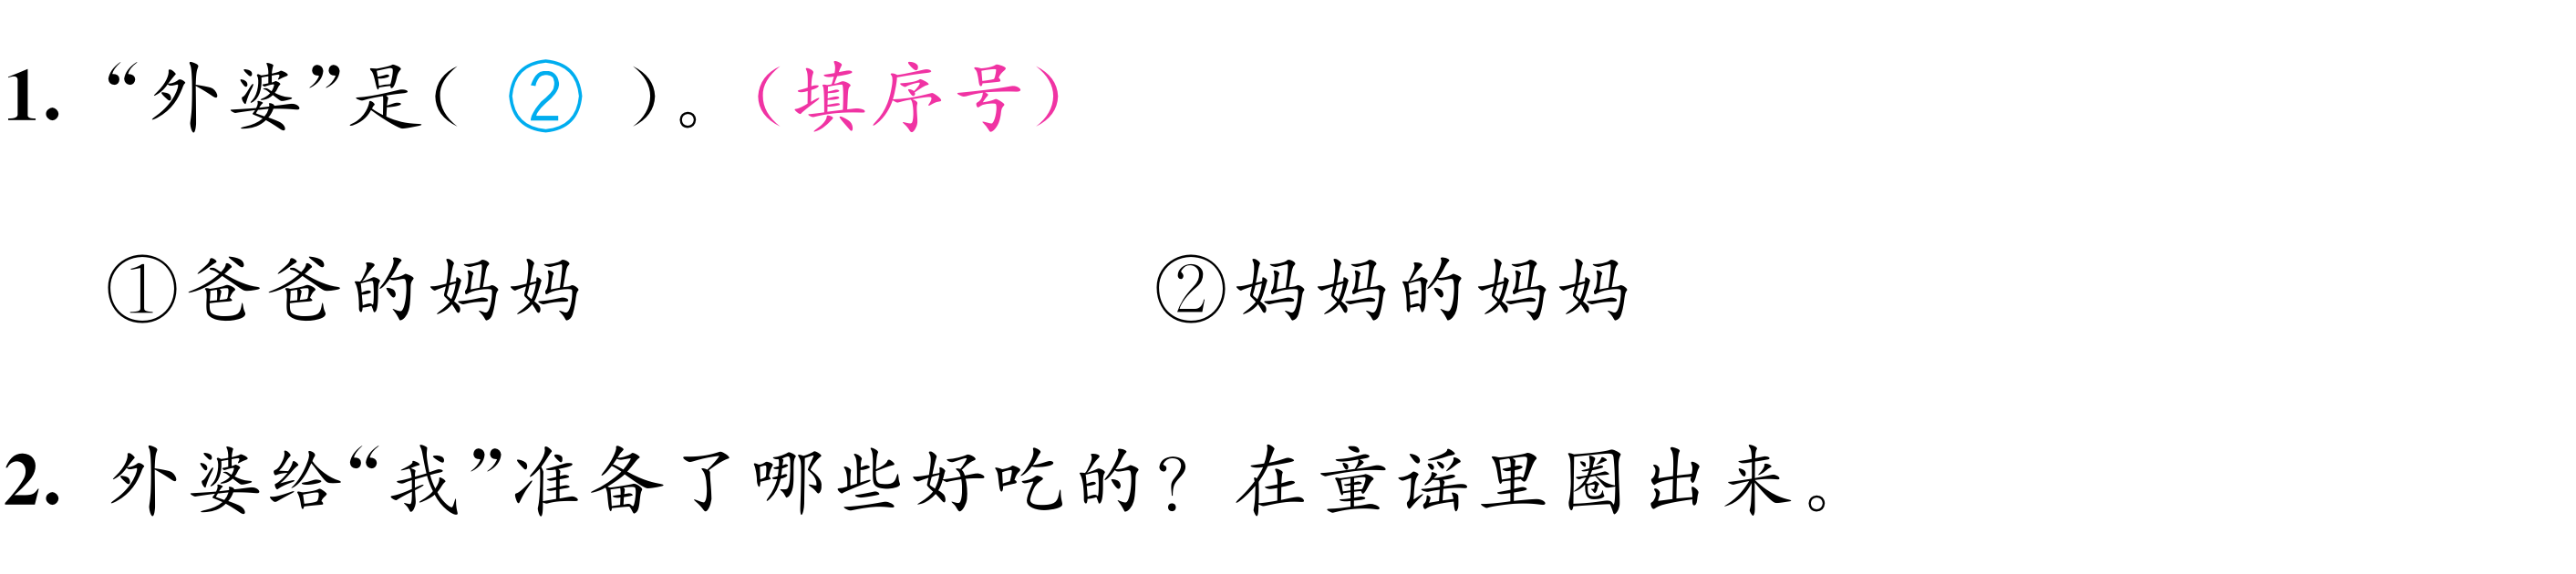 1. “外婆”是( ② )。（填序号）
①爸爸的妈妈 ②妈妈的妈妈
2. 外婆给“我”准备了哪些好吃的？在童谣里圈出来。